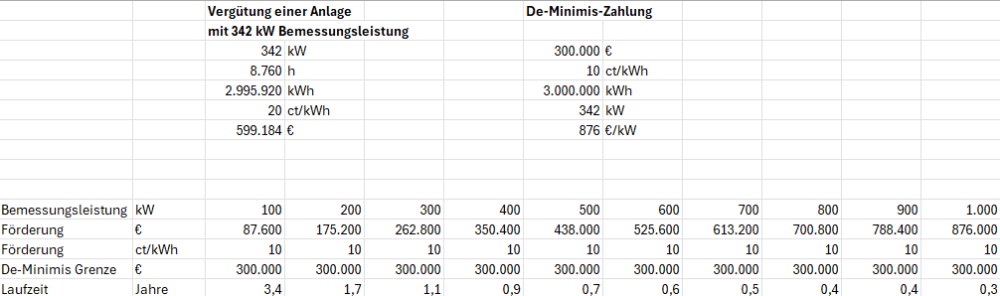 Vergütung einer Anlage De-Minimis-Zahlung
mit 342 kW Bemessungsleistung
342 kW 300.000 €
8.760 h 10 ct/kWh
2.995.920 kWh 3.000.000 kWh
20 ct/kWh 342 kW
599.184 € 876 €/kW
Bemessungsleistung kW 100 200 300 400 500 600 700 800 900 1.000
Förderung € 87.600 175.200 262.800 350.400 438.000 525.600 613.200 700.800 788.400 876.000
Förderung ct/kWh 10 10 10 10 10 10 10 10 10 10
De-Minimis Grenze € 300.000 300.000 300.000 300.000 300.000 300.000 300.000 300.000 300.000 300.000
Laufzeit Jahre 3,4 1,7 1,1 0,9 0,7 0,6 0,5 0,4 0,4 0,3